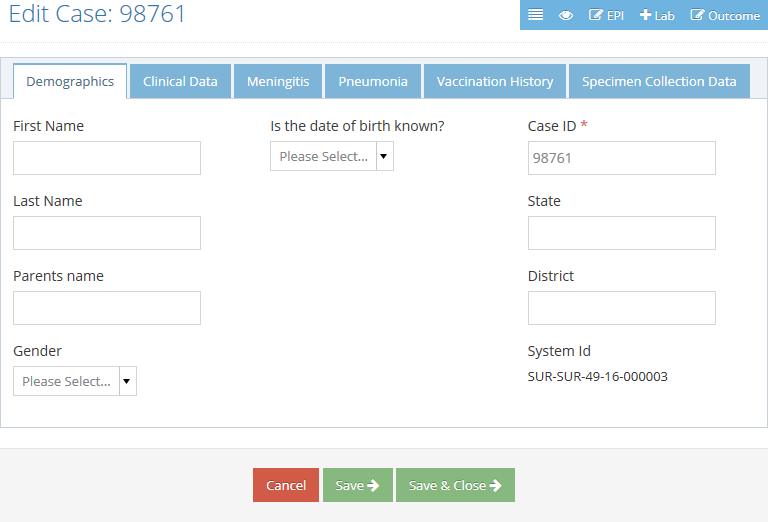 Edit Case: 98761
EPI
Lab
Outcome
Demographics
Clinical Data
Meningitis
Pneumonia
Vaccination History
Specimen Collection Data
First Name
Is the date of birth known?
Case ID *
Please Select...
98761
Last Name
State
Parents name
District
Gender
System Id
Please Select...
SUR-SUR-49-16-000003
Cancel
Save
Save & Close